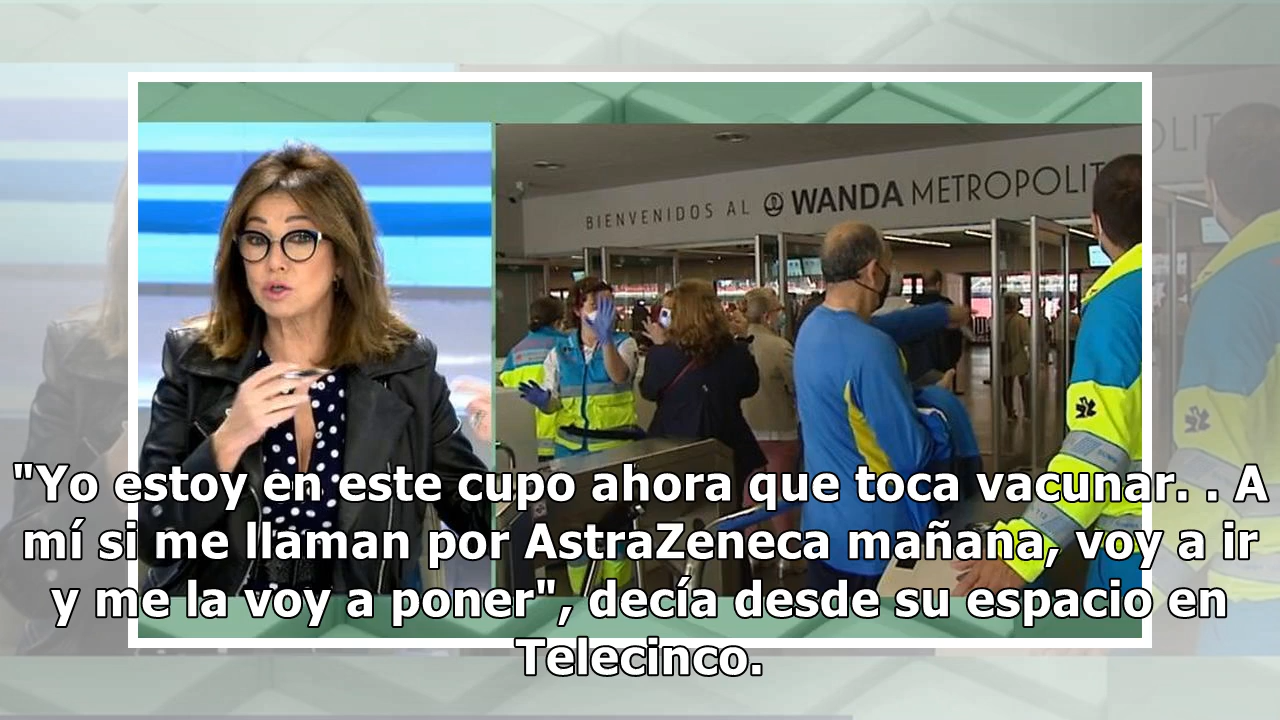 BIENVENIDOS AL WANDA METROPOLIT
OLIT
"Yo estoy en este cupo ahora que toca vacunar. . A
mí si me llaman por AstraZeneca mañana, voy a ir
y me la voy a poner", decía desde su espacio en
Telecinco.